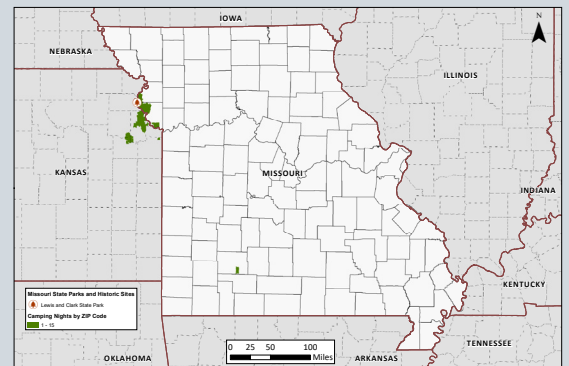 IOWA
N
NEBRASKA
ILLINOIS
KANSAS
MISSOURI
INDIANA
KENTUCKY
Missouri State Parks and Historic Sites
Lewis and Clark State Park
Camping Nights by ZIP Code
1 - 15
0 25 50 100
Miles
OKLAHOMA
ARKANSAS
TENNESSEE